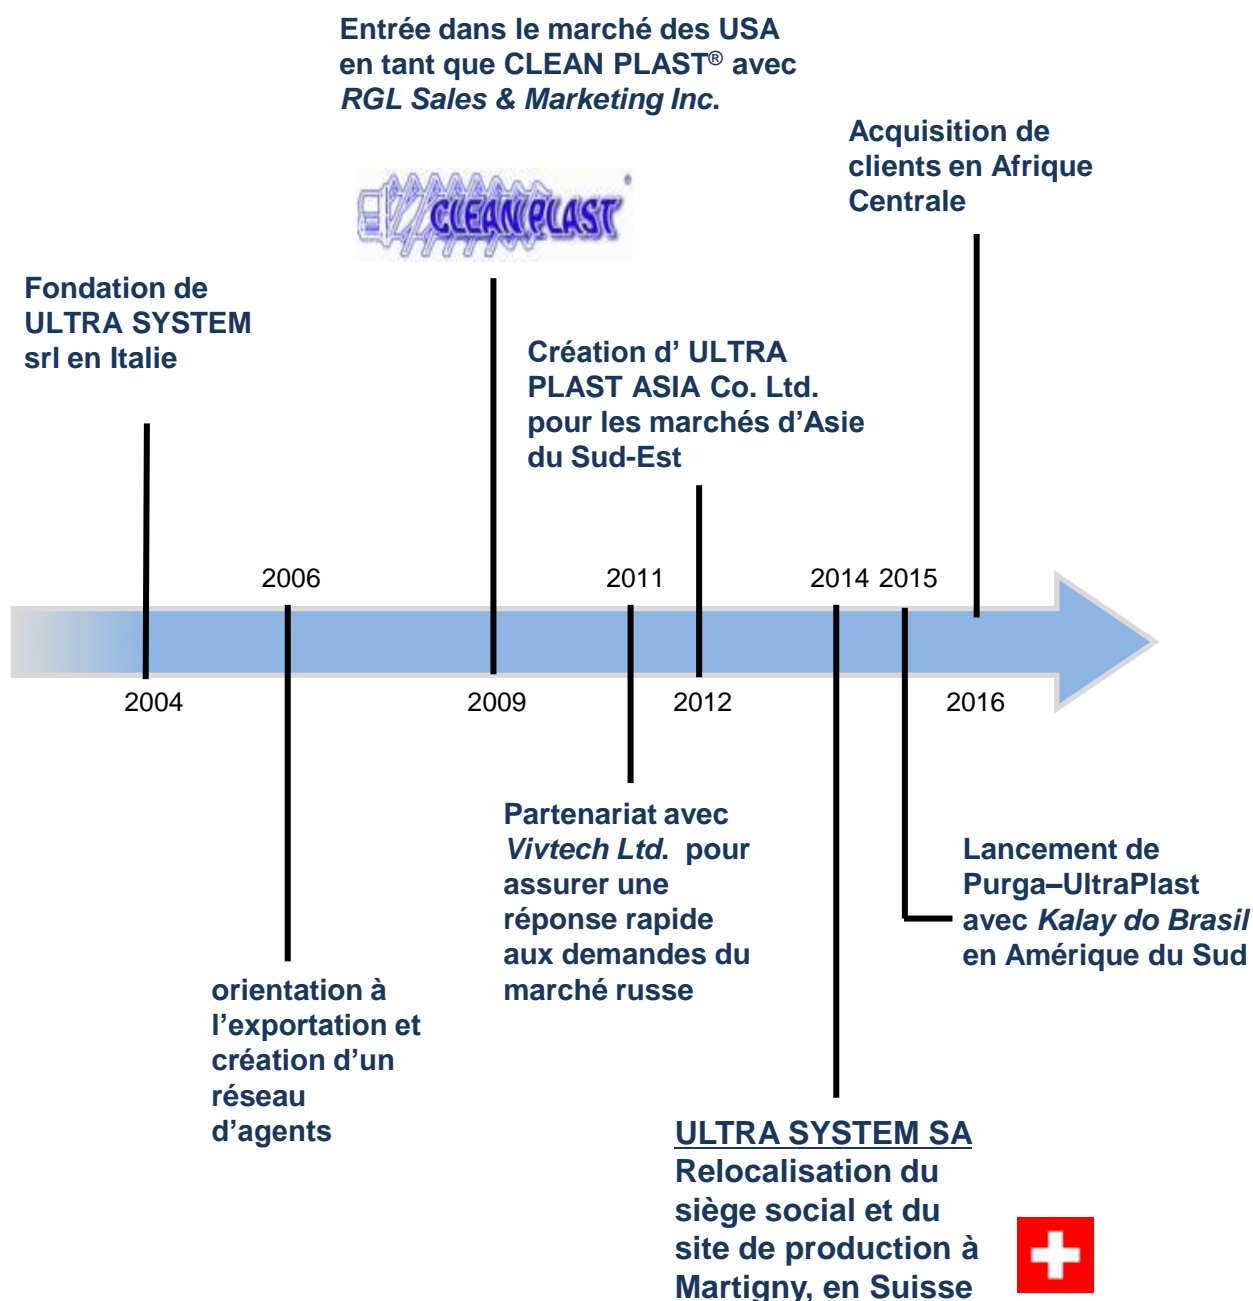 Entrée dans le marché des USA
en tant que CLEAN PLAST® avec
RGL Sales & Marketing Inc.
CLEAN PLAST®
Acquisition de
clients en Afrique
Centrale
Fondation de
ULTRA SYSTEM
srl en Italie
Création d’ ULTRA
PLAST ASIA Co. Ltd.
pour les marchés d’Asie
du Sud-Est
2006
2011
2014
2015
2004
2009
2012
2016
Partenariat avec
Vivtech Ltd. pour
assurer une
réponse rapide
aux demandes du
marché russe
Lancement de
Purga–UltraPlast
avec Kalay do Brasil
en Amérique du Sud
orientation à
l’exportation et
création d’un
réseau
d’agents
ULTRA SYSTEM SA
Relocalisation du
siège social et du
site de production à
Martigny, en Suisse